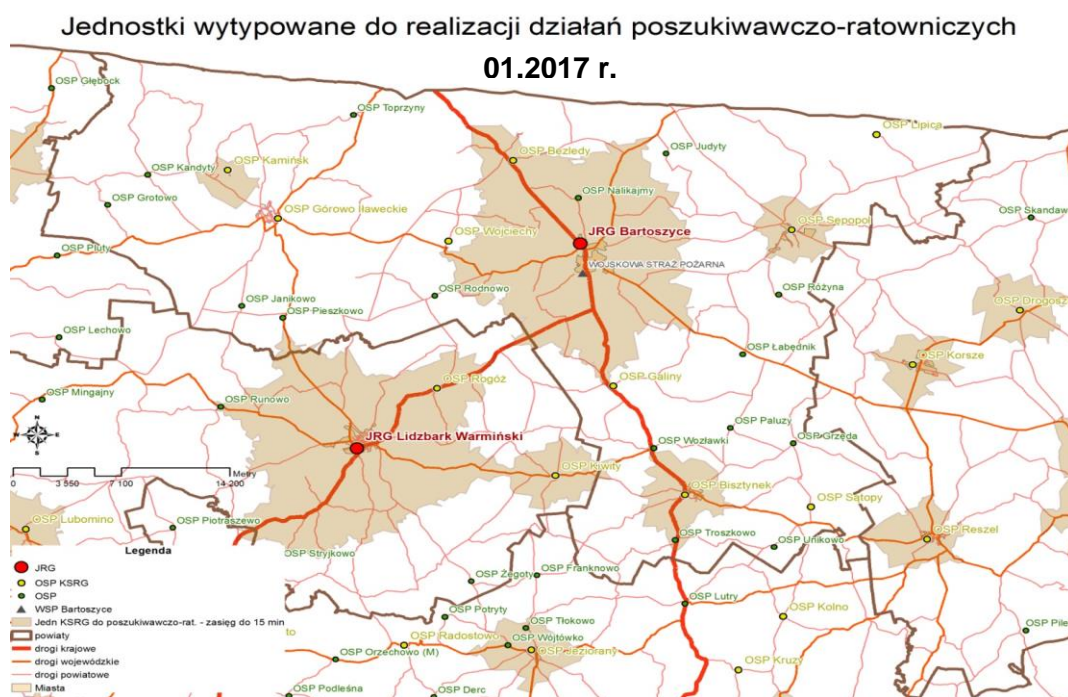 Jednostki wytypowane do realizacji działań poszukiwawczo-ratowniczych
01.2017 r.
OSP Głębock
OSP Toprzyny
OSP Lipica
OSP Bezledy
OSP Judyty
OSP Kamińsk
OSP Kandyty
OSP Nalikajmy
OSP Grotowo
OSP Górowo Iławeckie
OSP Sępopol
OSP Skandaw
JRG Bartoszyce
OSP Wojciechy
OSP Pluty
WOJSKOWA STRAŻ POŻARNA
OSP Rodnowo
OSP Różyna
OSP Janikowo
OSP Drogosz
OSP Pieszkowo
OSP Lechowo
OSP Łabędnik
OSP Korsze
OSP Rogóż
OSP Galiny
OSP Mingajny
OSP Runowo
OSP Paluzy
JRG Lidzbark Warmiński
OSP Wozławki
OSP Grzęda
N
W E
S
Metry
0 3 550 7 100 14 200
OSP Kiwity
OSP Bisztynek
OSP Satopy
OSP Lubomino
OSP Piotraszewo
OSP Reszel
OSP Troszkowo
OSP Unikowo
Legenda
OSP Stryjkowo
JRG
OSP KSRG
OSP
WSP Bartoszyce
Jedn KSRG do poszukiwawczo-rat. - zasięg do 15 min
powiaty
drogi krajowe
drogi wojewódzkie
drogi powiatowe
Miasta
OSP Żegoty
OSP Franknowo
OSP Lutry
OSP Kolno
OSP Potryty
OSP Tłokowo
OSP Pile
to
OSP Radostowo
OSP Wójtówko
OSP Jeziorany
OSP Orzechowo (M)
OSP Kruzy
OSP Podleśna
OSP Derc